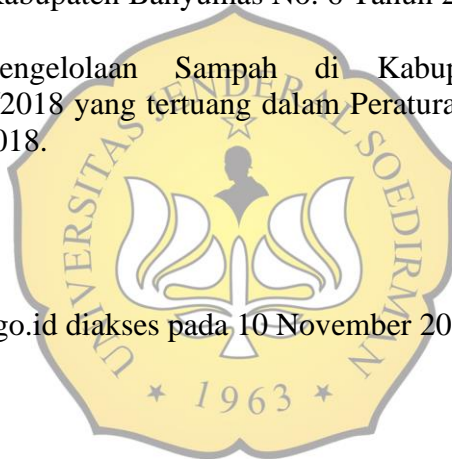 Kabupaten Banyumas No. 6 Tahun 2
engelolaan Sampah di Kabup
2018 yang tertuang dalam Peratura
018.
go.id diakses pada 10 November 20
UNIVERSITAS JENDERAL SOEDIRMAN
1963